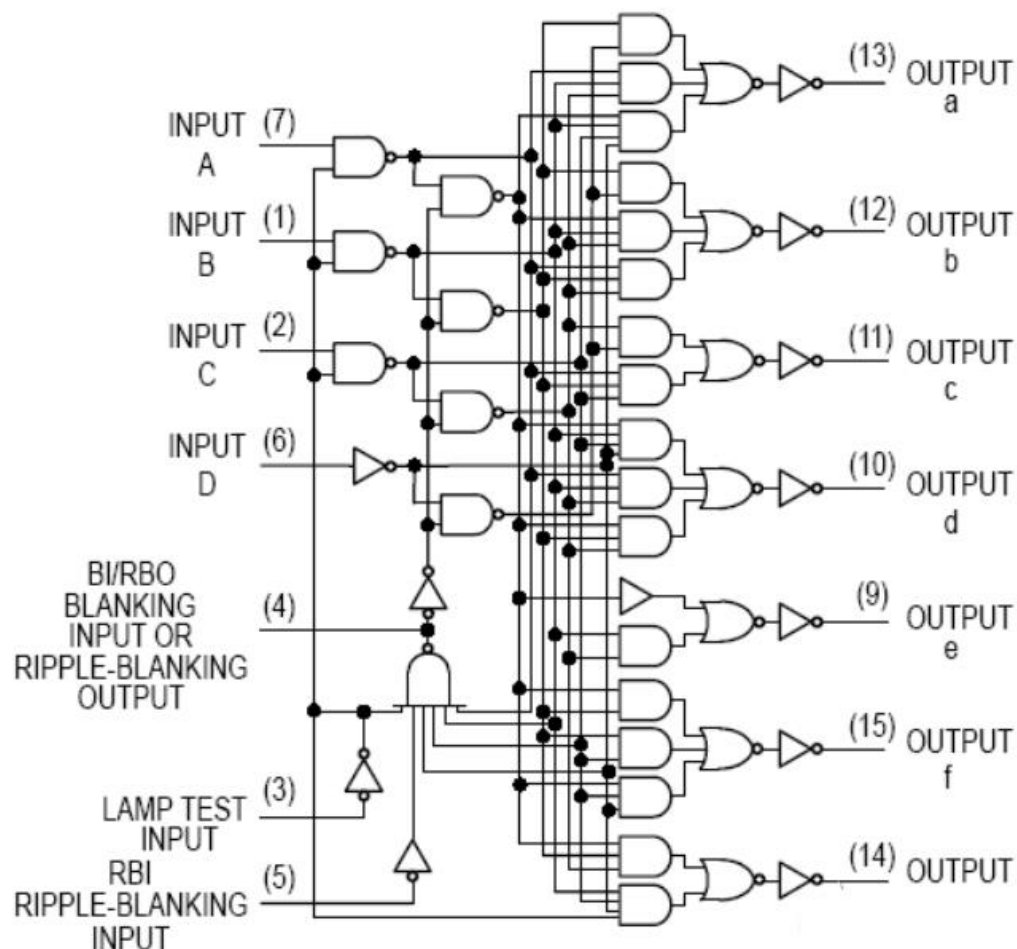 INPUT (7)
A
INPUT (1)
B
INPUT (2)
C
INPUT (6)
D
BI/RBO
BLANKING (4)
INPUT OR
RIPPLE-BLANKING
OUTPUT
(3)
LAMP TEST
INPUT
RBI (5)
RIPPLE-BLANKING
INPUT
(13) OUTPUT
a
(12) OUTPUT
b
(11) OUTPUT
c
(10) OUTPUT
d
(9) OUTPUT
e
(15) OUTPUT
f
(14) OUTPUT